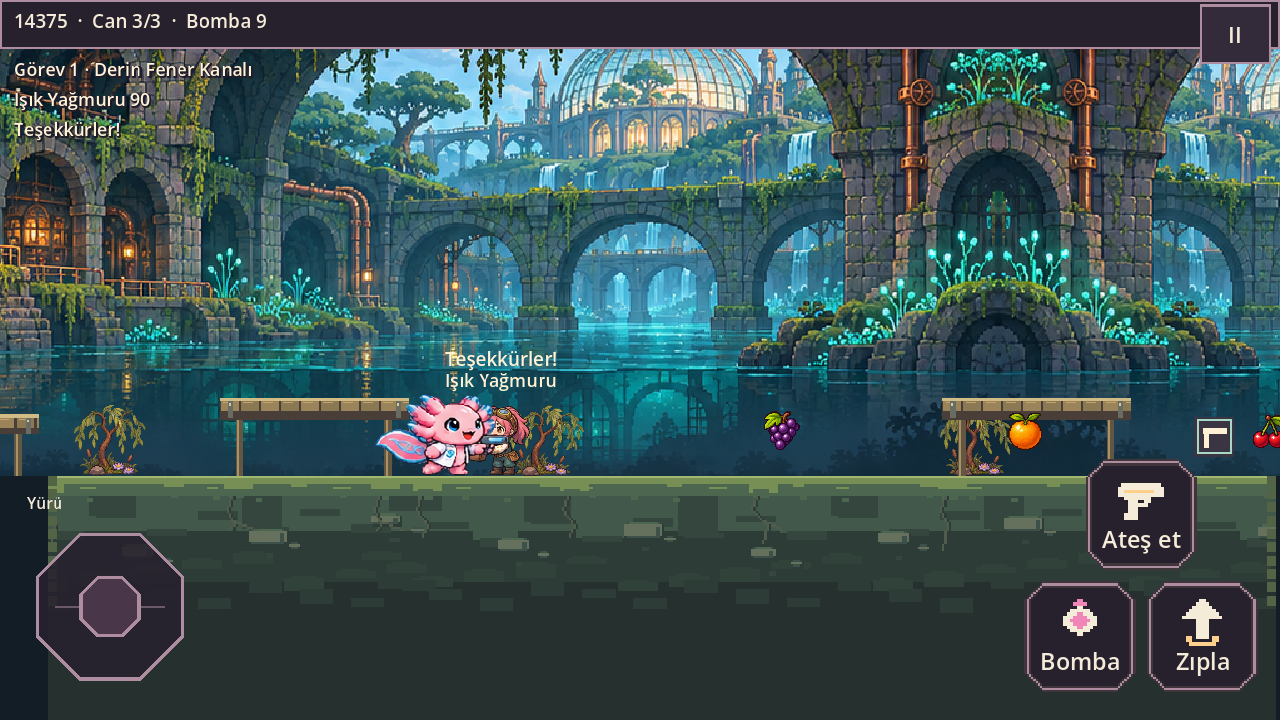 14375 · Can 3/3 · Bomba 9
Görev 1 · Derin Fener Kanalı
Işık Yağmuru 90
Teşekkürler!
Teşekkürler!
Işık Yağmuru
Yürü
Ateş et
Bomba
Zıpla